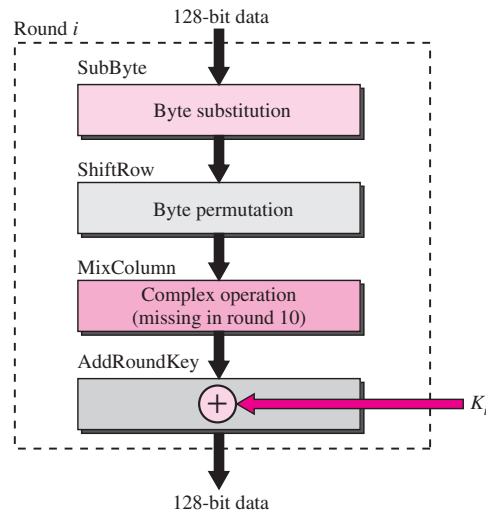 128-bit data
Round i
SubByte
Byte substitution
ShiftRow
Byte permutation
MixColumn
Complex operation
(missing in round 10)
AddRoundKey
+
K_i
128-bit data